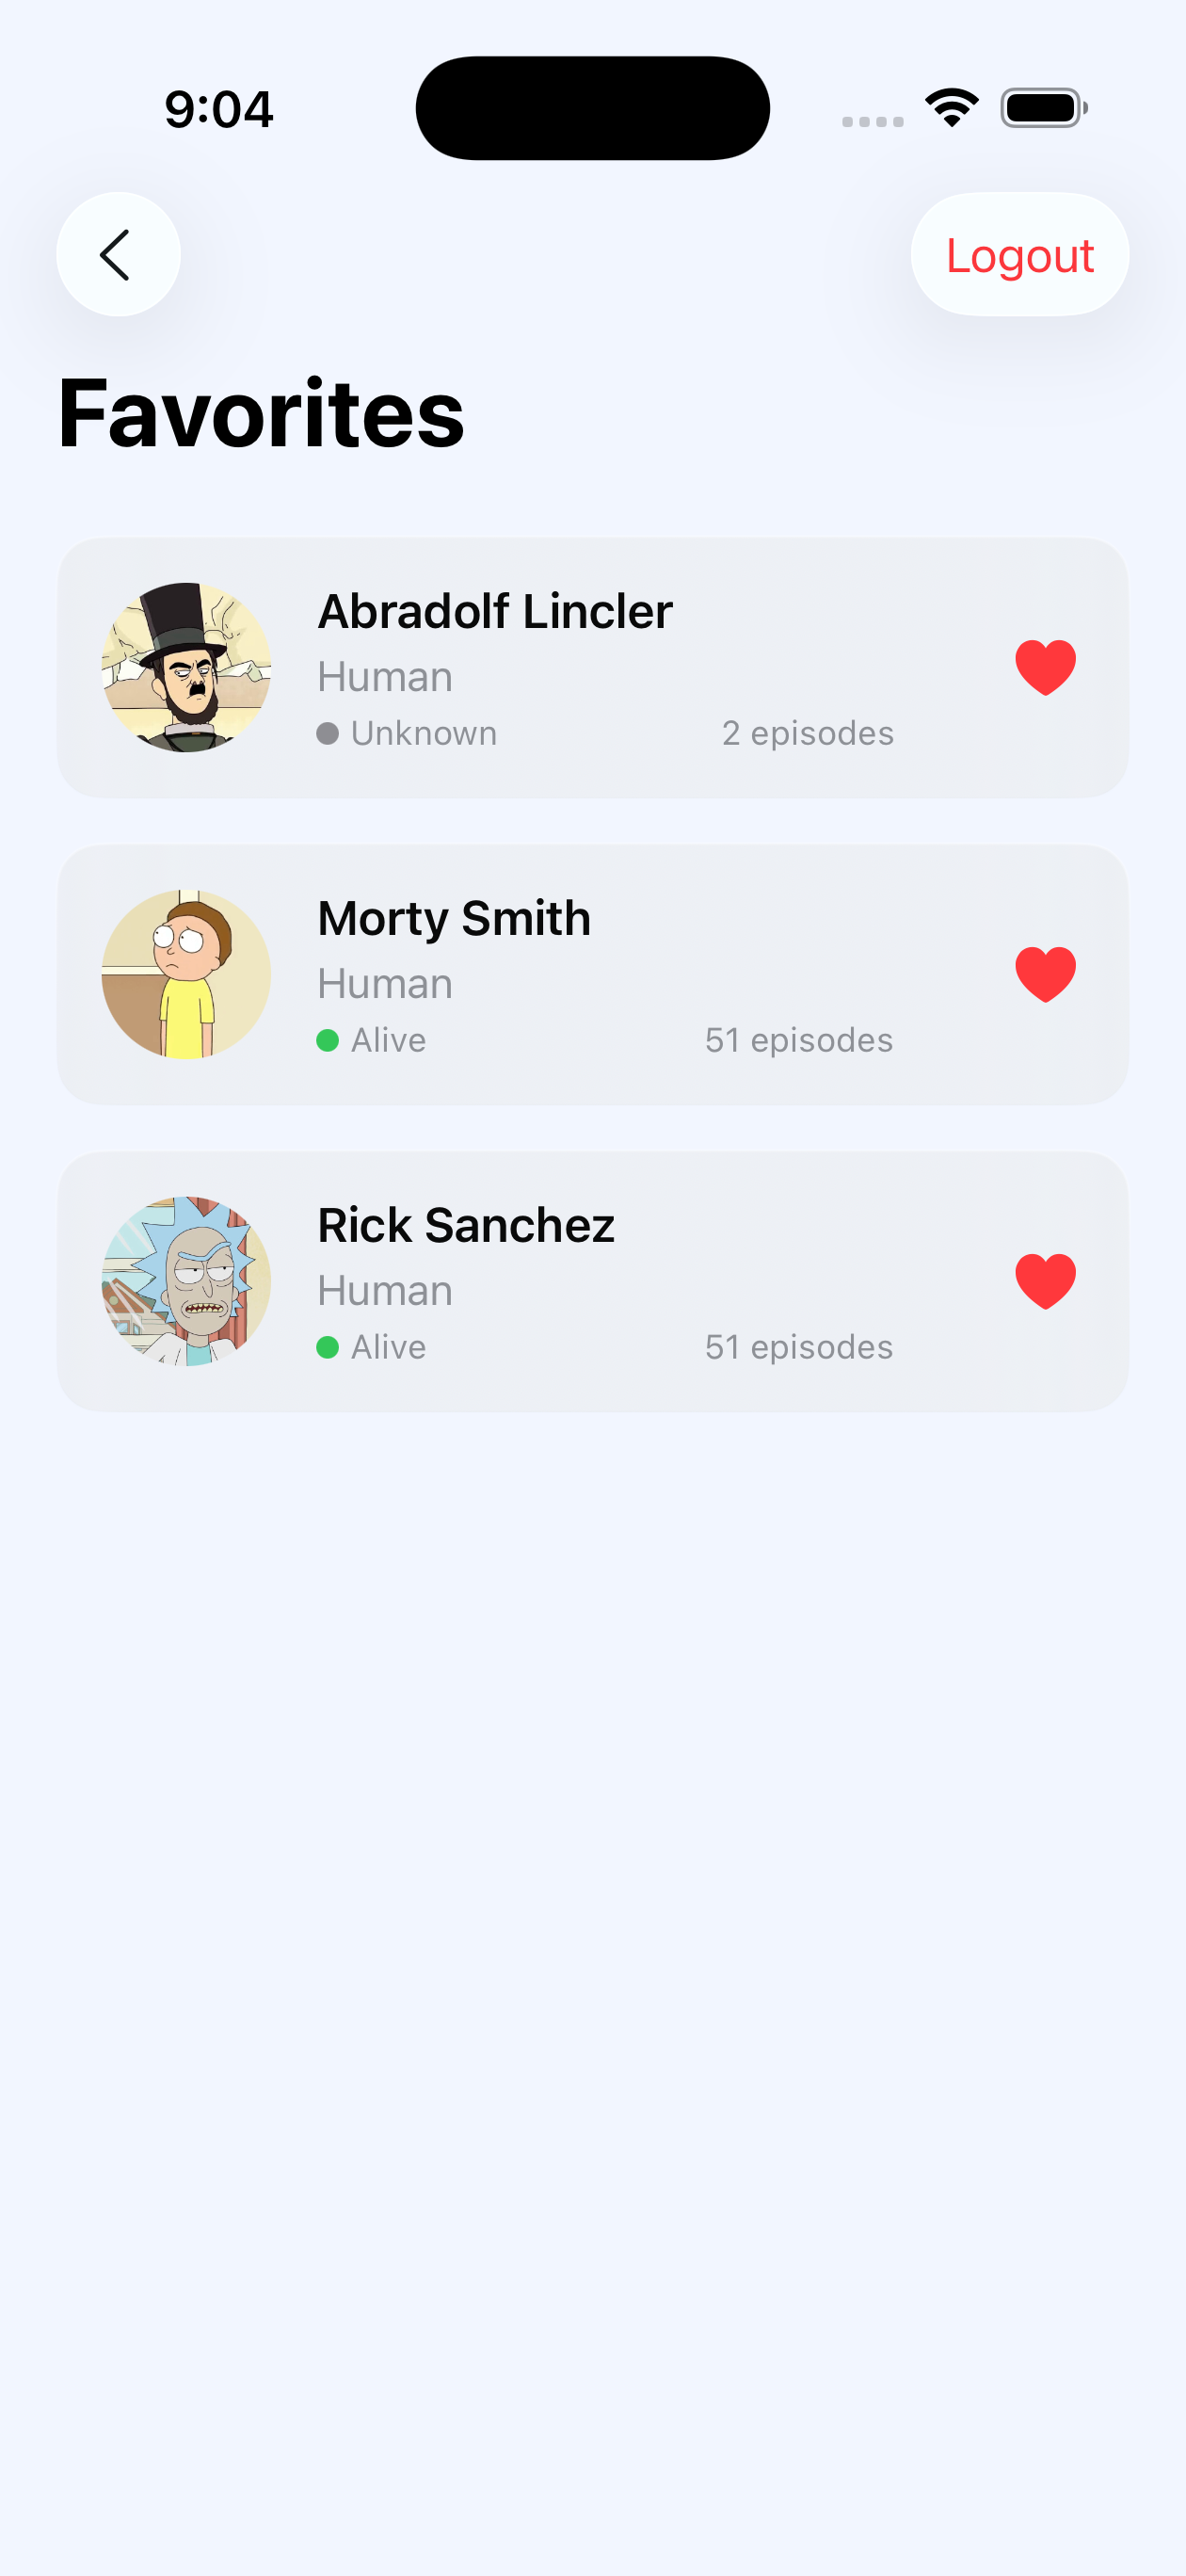 9:04
Logout
Favorites
Abradolf Lincler
Human
Unknown 2 episodes
Morty Smith
Human
Alive 51 episodes
Rick Sanchez
Human
Alive 51 episodes